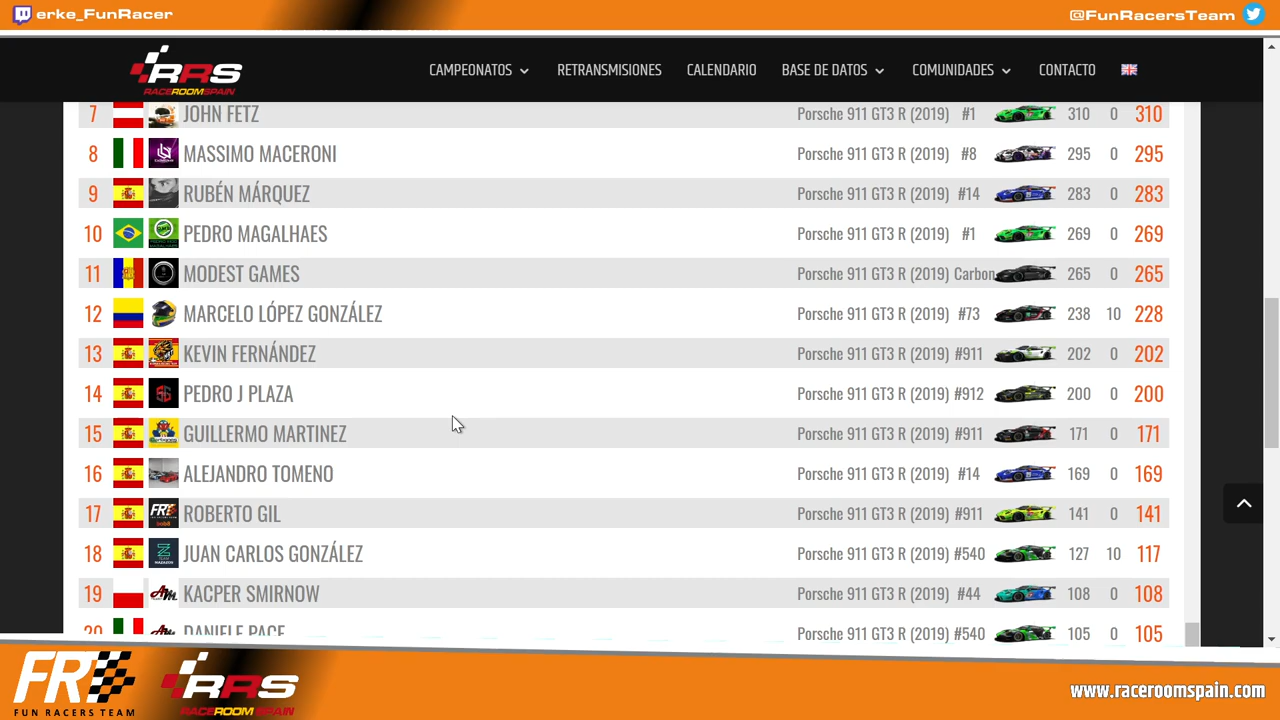 erke_FunRacer
@FunRacersTeam
RRS
RACEROOMSPAIN
CAMPEONATOS RETRANSMISIONES CALENDARIO BASE DE DATOS COMUNIDADES CONTACTO
7 JOHN FETZ Porsche 911 GT3 R (2019) #1 310 0 310
8 MASSIMO MACERONI Porsche 911 GT3 R (2019) #8 295 0 295
9 RUBÉN MÁRQUEZ Porsche 911 GT3 R (2019) #14 283 0 283
10 PEDRO MAGALHAES Porsche 911 GT3 R (2019) #1 269 0 269
11 MODEST GAMES Porsche 911 GT3 R (2019) Carbon 265 0 265
12 MARCELO LÓPEZ GONZÁLEZ Porsche 911 GT3 R (2019) #73 238 10 228
13 KEVIN FERNÁNDEZ Porsche 911 GT3 R (2019) #911 202 0 202
14 PEDRO J PLAZA Porsche 911 GT3 R (2019) #912 200 0 200
15 GUILLERMO MARTINEZ Porsche 911 GT3 R (2019) #911 171 0 171
16 ALEJANDRO TOMENO Porsche 911 GT3 R (2019) #14 169 0 169
17 ROBERTO GIL Porsche 911 GT3 R (2019) #911 141 0 141
18 JUAN CARLOS GONZÁLEZ Porsche 911 GT3 R (2019) #540 127 10 117
19 KACPER SMIRNOW Porsche 911 GT3 R (2019) #44 108 0 108
20 DANIELE PACE Porsche 911 GT3 R (2019) #540 105 0 105
FR
FUN RACERS TEAM
RRS
RACEROOM SPAIN
www.raceroomspain.com